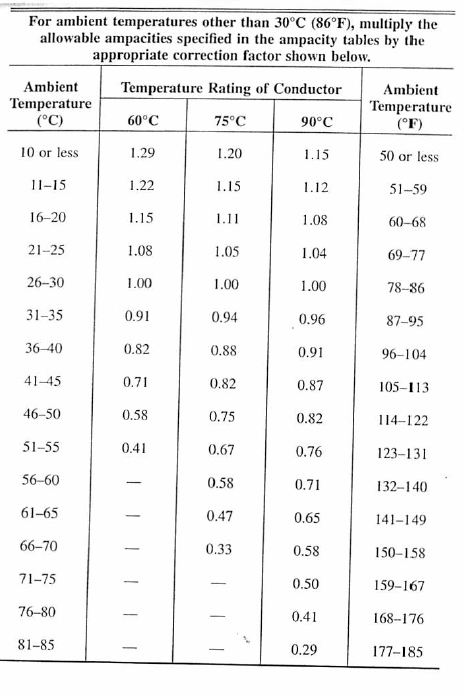 For ambient temperatures other than 30°C (86°F), multiply the
allowable ampacities specified in the ampacity tables by the
appropriate correction factor shown below.
Ambient Temperature (°C) Temperature Rating of Conductor Ambient Temperature (°F)
60°C 75°C 90°C
10 or less 1.29 1.20 1.15 50 or less
11–15 1.22 1.15 1.12 51–59
16–20 1.15 1.11 1.08 60–68
21–25 1.08 1.05 1.04 69–77
26–30 1.00 1.00 1.00 78–86
31–35 0.91 0.94 0.96 87–95
36–40 0.82 0.88 0.91 96–104
41–45 0.71 0.82 0.87 105–113
46–50 0.58 0.75 0.82 114–122
51–55 0.41 0.67 0.76 123–131
56–60 — 0.58 0.71 132–140
61–65 — 0.47 0.65 141–149
66–70 — 0.33 0.58 150–158
71–75 — — 0.50 159–167
76–80 — — 0.41 168–176
81–85 — — 0.29 177–185